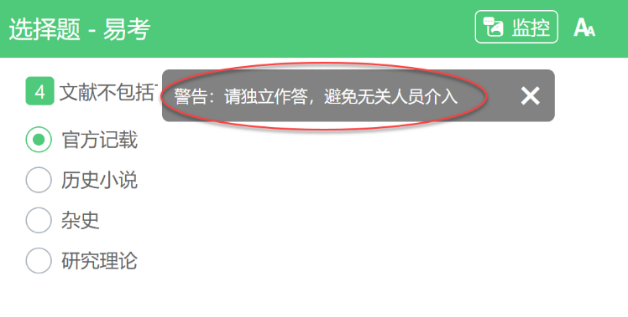 选择题 - 易考
监控
AA
4 文献不包括
警告：请独立作答，避免无关人员介入
官方记载
历史小说
杂史
研究理论